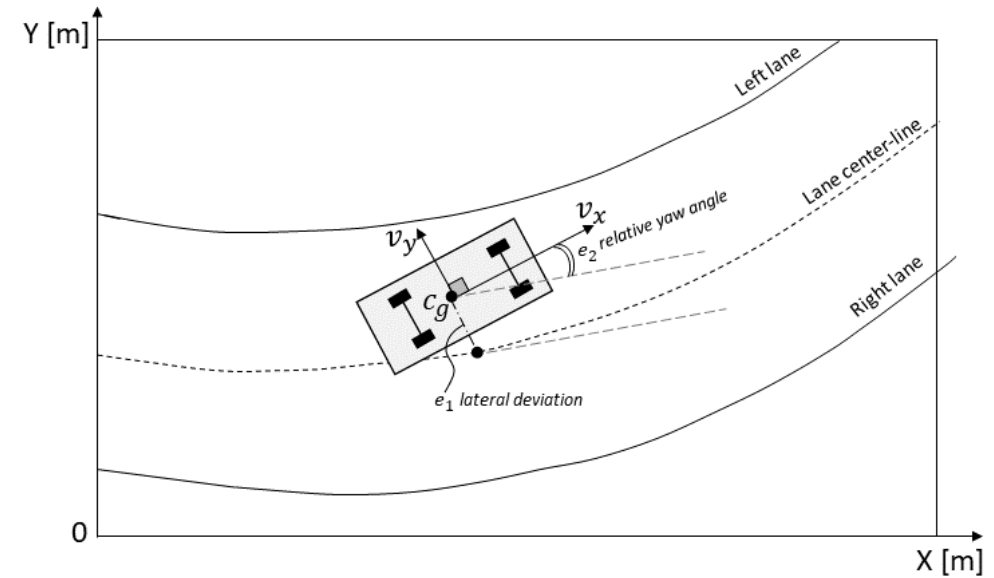 Y [m]
Left lane
Lane center-line
v_x
e_2 relative yaw angle
v_y
c_g
Right lane
e_1 lateral deviation
0
X [m]